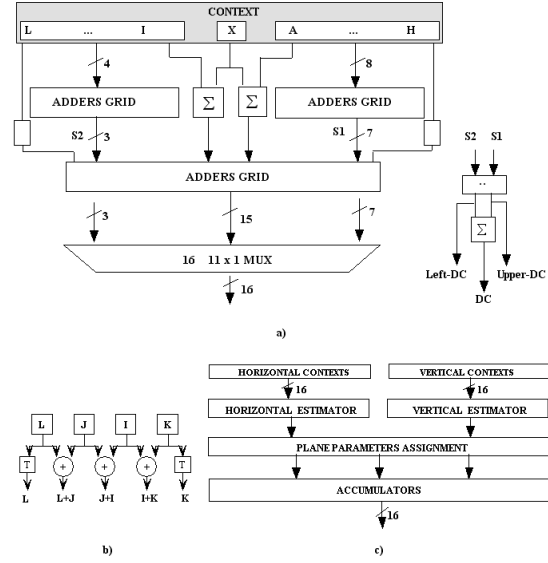 CONTEXT
L ... I X A ... H
4 8
Σ Σ
ADDERS GRID ADDERS GRID
S2 3 S1 7
ADDERS GRID
3 15 7
16 11 x 1 MUX
16
S2 S1
..
Σ
Left-DC Upper-DC
DC
a)
L J I K
T + + + T
L L+J J+I I+K K
b)
HORIZONTAL CONTEXTS VERTICAL CONTEXTS
16 16
HORIZONTAL ESTIMATOR VERTICAL ESTIMATOR
PLANE PARAMETERS ASSIGNMENT
ACCUMULATORS
16
c)